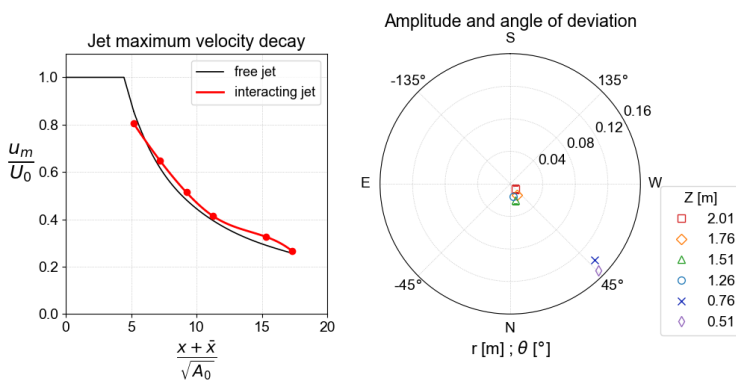 Jet maximum velocity decay
free jet
interacting jet
1.0
0.8
0.6
0.4
0.2
0.0
u_m
U_0
0
5
10
15
20
x + x̄
√A_0
Amplitude and angle of deviation
S
-135°
135°
0.16
0.12
0.08
0.04
E
W
-45°
45°
N
r [m] ; θ [°]
Z [m]
2.01
1.76
1.51
1.26
0.76
0.51